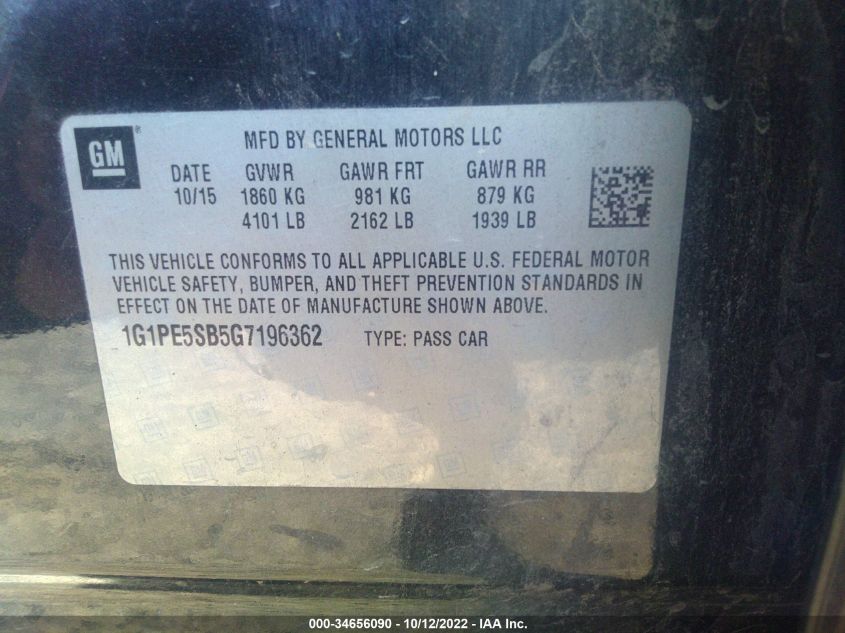 GM ®
MFD BY GENERAL MOTORS LLC
DATE GVWR GAWR FRT GAWR RR
10/15 1860 KG 981 KG 879 KG
4101 LB 2162 LB 1939 LB
THIS VEHICLE CONFORMS TO ALL APPLICABLE U.S. FEDERAL MOTOR
VEHICLE SAFETY, BUMPER, AND THEFT PREVENTION STANDARDS IN
EFFECT ON THE DATE OF MANUFACTURE SHOWN ABOVE.
1G1PE5SB5G7196362 TYPE: PASS CAR
000-34656090 - 10/12/2022 - IAA Inc.